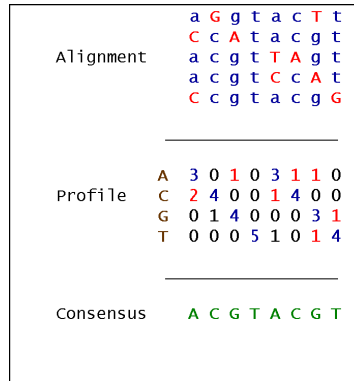 a G g t a c T t
C c A t a c g t
Alignment a c g t T A g t
a c g t C c A t
C c g t a c g G
A 3 0 1 0 3 1 1 0
Profile C 2 4 0 0 1 4 0 0
G 0 1 4 0 0 0 3 1
T 0 0 0 5 1 0 1 4
Consensus A C G T A C G T